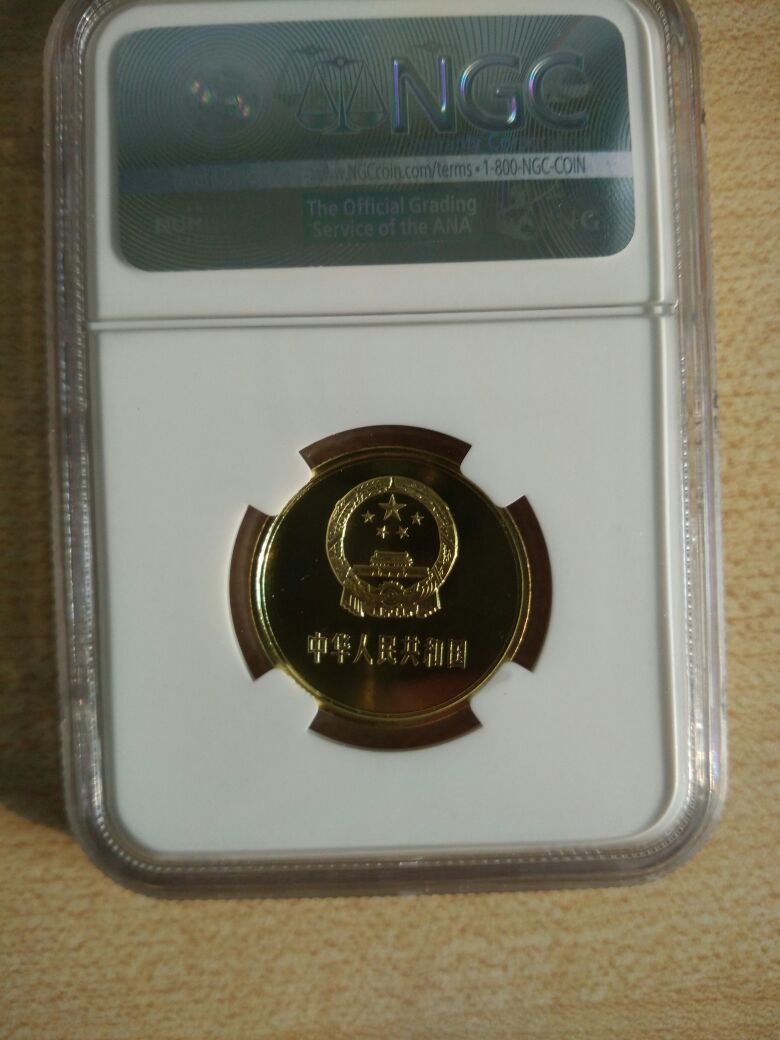 NGC
www.NGCcoin.com/terms • 1-800-NGC-COIN
The Official Grading
Service of the ANA
中华人民共和国